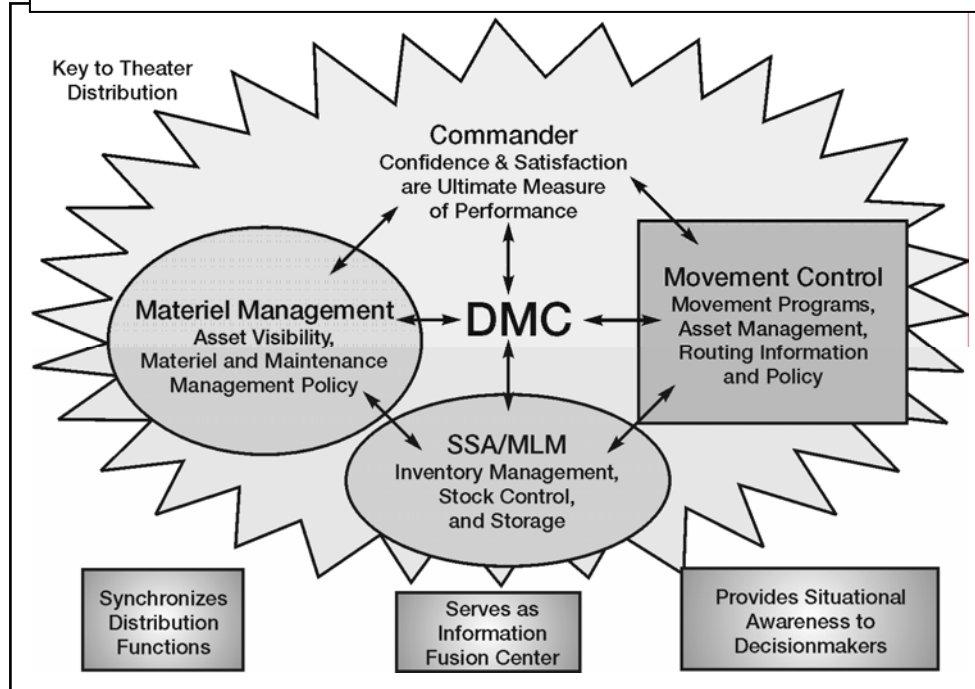 Key to Theater
Distribution
Commander
Confidence & Satisfaction
are Ultimate Measure
of Performance
Materiel Management
Asset Visibility,
Materiel and Maintenance
Management Policy
DMC
Movement Control
Movement Programs,
Asset Management,
Routing Information
and Policy
SSA/MLM
Inventory Management,
Stock Control,
and Storage
Synchronizes
Distribution
Functions
Serves as
Information
Fusion Center
Provides Situational
Awareness to
Decisionmakers